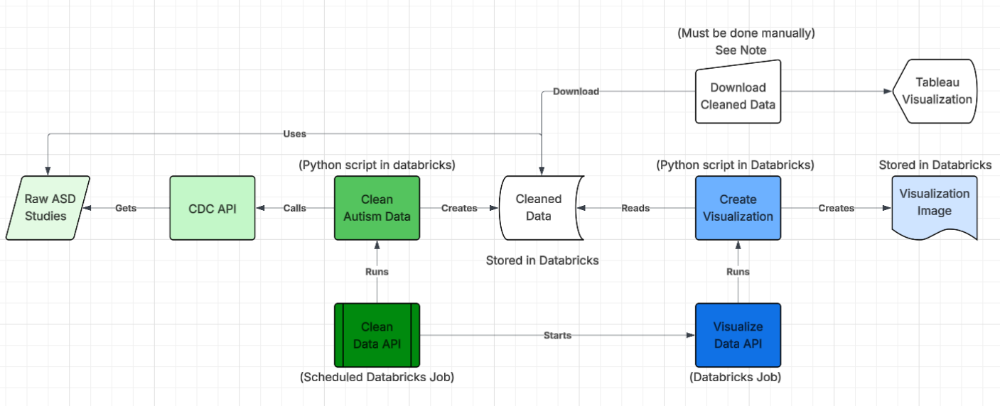 (Must be done manually)
See Note
Download
Download
Cleaned Data
Tableau
Visualization
Uses
(Python script in databricks)
(Python script in Databricks)
Stored in Databricks
Raw ASD
Studies
Gets
CDC API
Calls
Clean
Autism Data
Creates
Cleaned
Data
Reads
Create
Visualization
Creates
Visualization
Image
Stored in Databricks
Runs
Runs
Clean
Data API
Starts
Visualize
Data API
(Scheduled Databricks Job)
(Databricks Job)